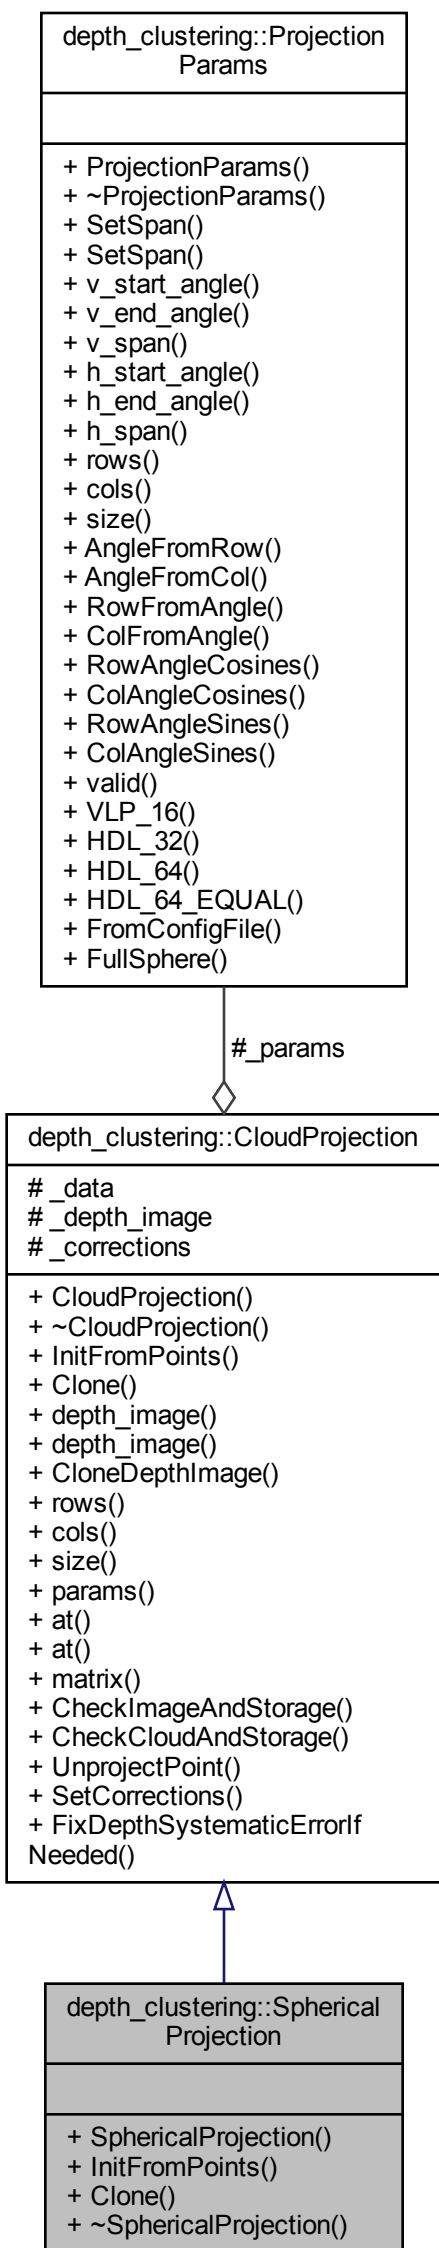 depth_clustering::Projection
Params
+ ProjectionParams()
+ ~ProjectionParams()
+ SetSpan()
+ SetSpan()
+ v_start_angle()
+ v_end_angle()
+ v_span()
+ h_start_angle()
+ h_end_angle()
+ h_span()
+ rows()
+ cols()
+ size()
+ AngleFromRow()
+ AngleFromCol()
+ RowFromAngle()
+ ColFromAngle()
+ RowAngleCosines()
+ ColAngleCosines()
+ RowAngleSines()
+ ColAngleSines()
+ valid()
+ VLP_16()
+ HDL_32()
+ HDL_64()
+ HDL_64_EQUAL()
+ FromConfigFile()
+ FullSphere()
#_params
depth_clustering::CloudProjection
# _data
# _depth_image
# _corrections
+ CloudProjection()
+ ~CloudProjection()
+ InitFromPoints()
+ Clone()
+ depth_image()
+ depth_image()
+ CloneDepthImage()
+ rows()
+ cols()
+ size()
+ params()
+ at()
+ at()
+ matrix()
+ CheckImageAndStorage()
+ CheckCloudAndStorage()
+ UnprojectPoint()
+ SetCorrections()
+ FixDepthSystematicErrorIf
Needed()
depth_clustering::Spherical
Projection
+ SphericalProjection()
+ InitFromPoints()
+ Clone()
+ ~SphericalProjection()